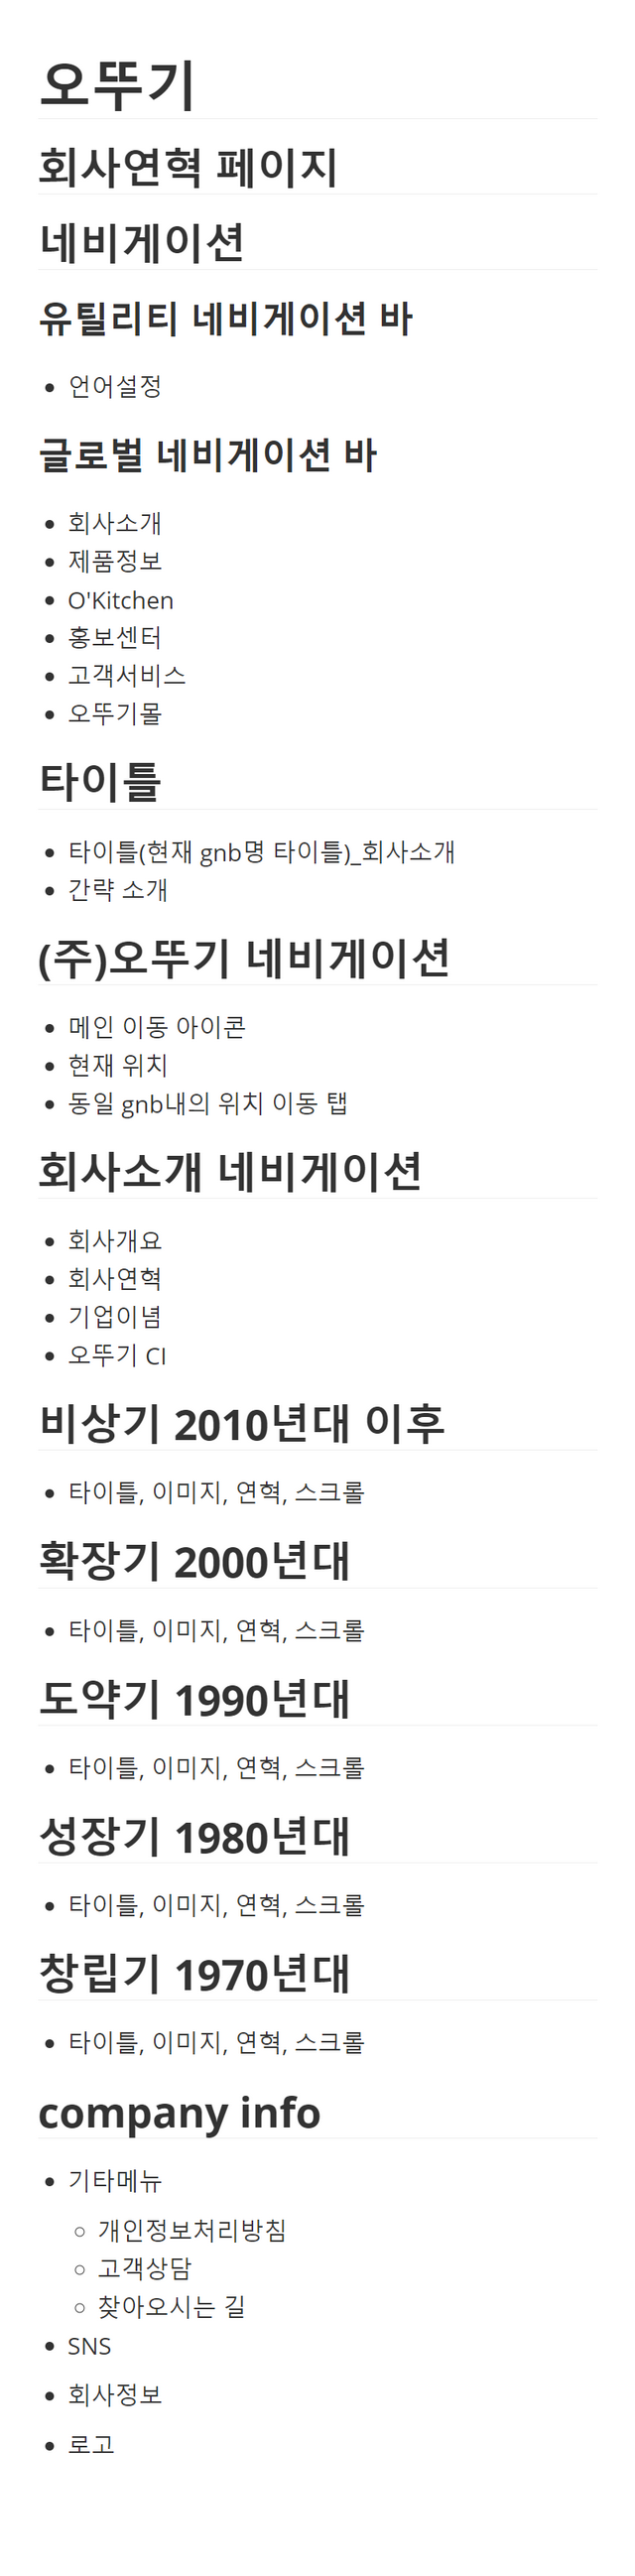 오뚜기
회사연혁 페이지
네비게이션
유틸리티 네비게이션 바
언어설정
글로벌 네비게이션 바
회사소개
제품정보
O'Kitchen
홍보센터
고객서비스
오뚜기몰
타이틀
타이틀(현재 gnb명 타이틀)_회사소개
간략 소개
(주)오뚜기 네비게이션
메인 이동 아이콘
현재 위치
동일 gnb내의 위치 이동 탭
회사소개 네비게이션
회사개요
회사연혁
기업이념
오뚜기 CI
비상기 2010년대 이후
타이틀, 이미지, 연혁, 스크롤
확장기 2000년대
타이틀, 이미지, 연혁, 스크롤
도약기 1990년대
타이틀, 이미지, 연혁, 스크롤
성장기 1980년대
타이틀, 이미지, 연혁, 스크롤
창립기 1970년대
타이틀, 이미지, 연혁, 스크롤
company info
기타메뉴
개인정보처리방침
고객상담
찾아오시는 길
SNS
회사정보
로고